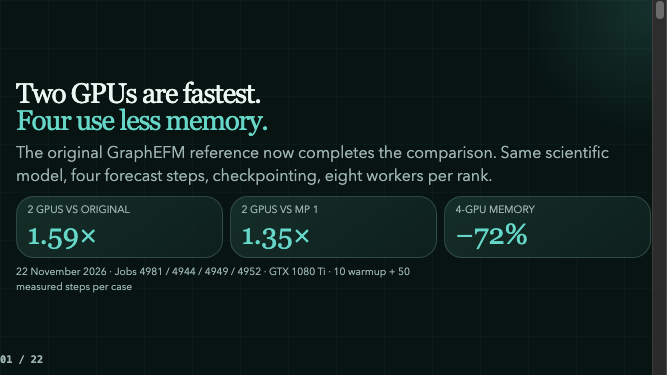 Two GPUs are fastest.
Four use less memory.
The original GraphEFM reference now completes the comparison. Same scientific
model, four forecast steps, checkpointing, eight workers per rank.
2 GPUS VS ORIGINAL
1.59×
2 GPUS VS MP 1
1.35×
4-GPU MEMORY
−72%
22 November 2026 · Jobs 4981 / 4944 / 4949 / 4952 · GTX 1080 Ti · 10 warmup + 50
measured steps per case
01 / 22